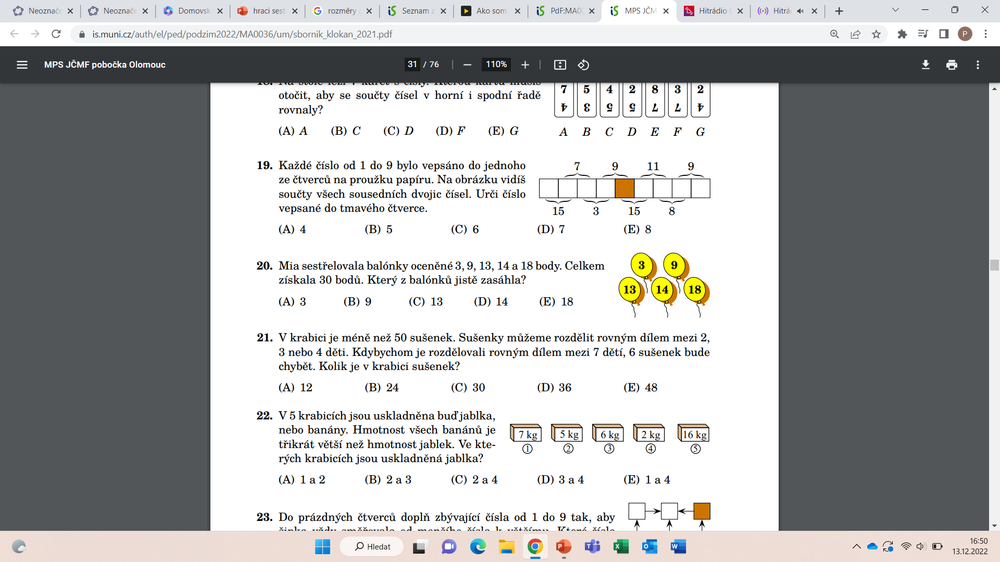 Neoznače
Neoznače
Domovsk
hraci sest
rozměry a
Seznam z
Ako som
PdF:MA00
MPS JČM
Hitrádio
Hitrá
is.muni.cz/auth/el/ped/podzim2022/MA0036/um/sbornik_klokan_2021.pdf
P
MPS JČMF pobočka Olomouc
31 / 76
110%
otočit, aby se součty čísel v horní i spodní řadě
rovnaly?
7 5 4 2 8 3 2
4 3 5 5 7 7 4
(A) A (B) C (C) D (D) F (E) G
A B C D E F G
19. Každé číslo od 1 do 9 bylo vepsáno do jednoho
ze čtverců na proužku papíru. Na obrázku vidíš
součty všech sousedních dvojic čísel. Urči číslo
vepsané do tmavého čtverce.
7 9 11 9
15 3 15 8
(A) 4 (B) 5 (C) 6 (D) 7 (E) 8
20. Mia sestřelovala balónky oceněné 3, 9, 13, 14 a 18 body. Celkem
získala 30 bodů. Který z balónků jistě zasáhla?
(A) 3 (B) 9 (C) 13 (D) 14 (E) 18
3 9
13 14 18
21. V krabici je méně než 50 sušenek. Sušenky můžeme rozdělit rovným dílem mezi 2,
3 nebo 4 děti. Kdybychom je rozdělovali rovným dílem mezi 7 dětí, 6 sušenek bude
chybět. Kolik je v krabici sušenek?
(A) 12 (B) 24 (C) 30 (D) 36 (E) 48
22. V 5 krabicích jsou uskladněna buď jablka,
nebo banány. Hmotnost všech banánů je
třikrát větší než hmotnost jablek. Ve kte-
rých krabicích jsou uskladněná jablka?
7 kg 5 kg 6 kg 2 kg 16 kg
1 2 3 4 5
(A) 1 a 2 (B) 2 a 3 (C) 2 a 4 (D) 3 a 4 (E) 1 a 4
23. Do prázdných čtverců doplň zbývající čísla od 1 do 9 tak, aby
Hledat
16:50
13.12.2022